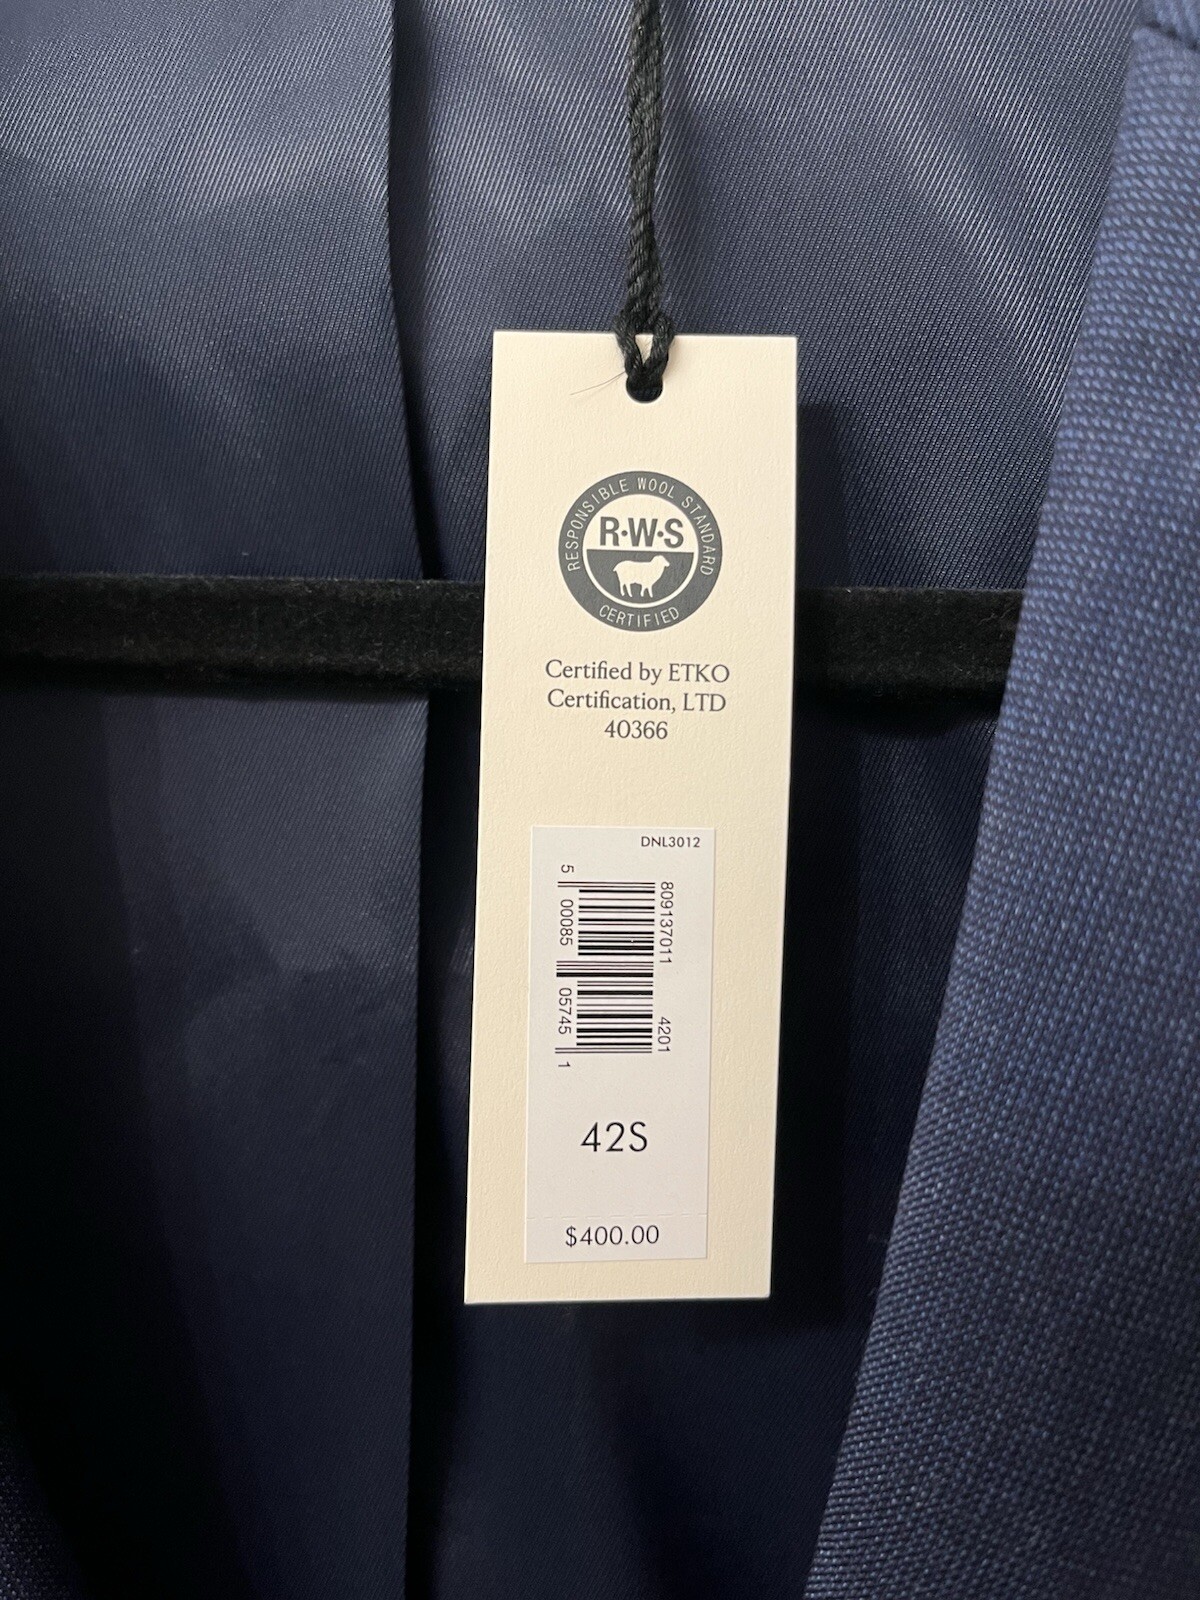 RESPONSIBLE WOOL STANDARD
R·W·S
CERTIFIED
Certified by ETKO
Certification, LTD
40366
DNL3012
809137011 4201
5 00085 05745 1
42S
$400.00